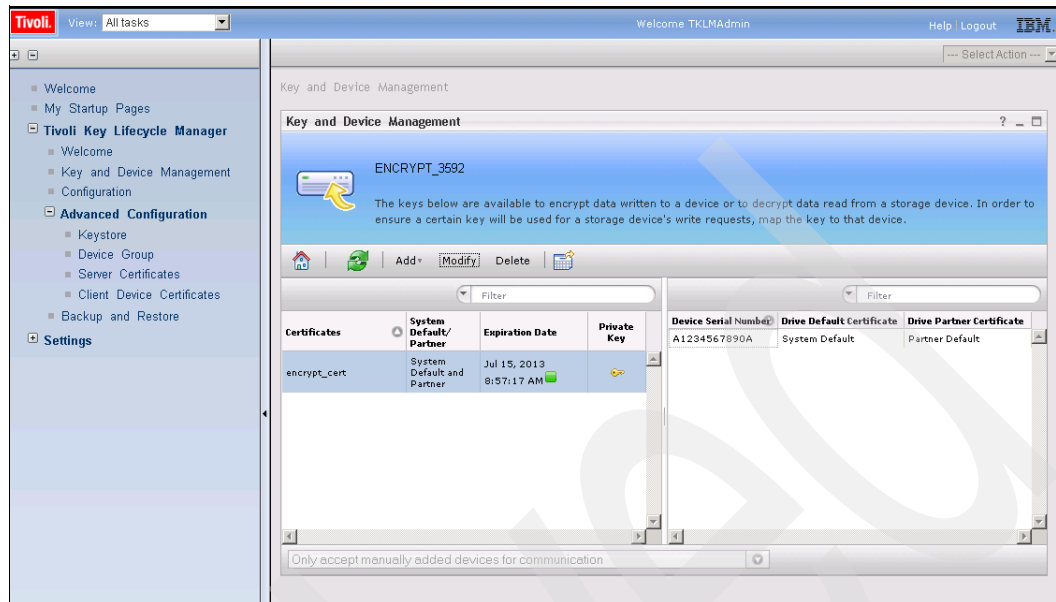 Tivoli. View: All tasks Welcome TKLMAdmin Help Logout IBM.
--- Select Action ---
Welcome
My Startup Pages
Tivoli Key Lifecycle Manager
Welcome
Key and Device Management
Configuration
Advanced Configuration
Keystore
Device Group
Server Certificates
Client Device Certificates
Backup and Restore
Settings
Key and Device Management
Key and Device Management ?
ENCRYPT_3592
The keys below are available to encrypt data written to a device or to decrypt data read from a storage device. In order to
ensure a certain key will be used for a storage device's write requests, map the key to that device.
Add Modify Delete
Filter
Certificates System Default/ Partner Expiration Date Private Key
encrypt_cert System Default and Partner Jul 15, 2013 8:57:17 AM
Filter
Device Serial Number Drive Default Certificate Drive Partner Certificate
A1234567890A System Default Partner Default
Only accept manually added devices for communication